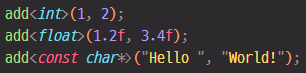 add<int>(1, 2);
add<float>(1.2f, 3.4f);
add<const char*>("Hello ", "World!");